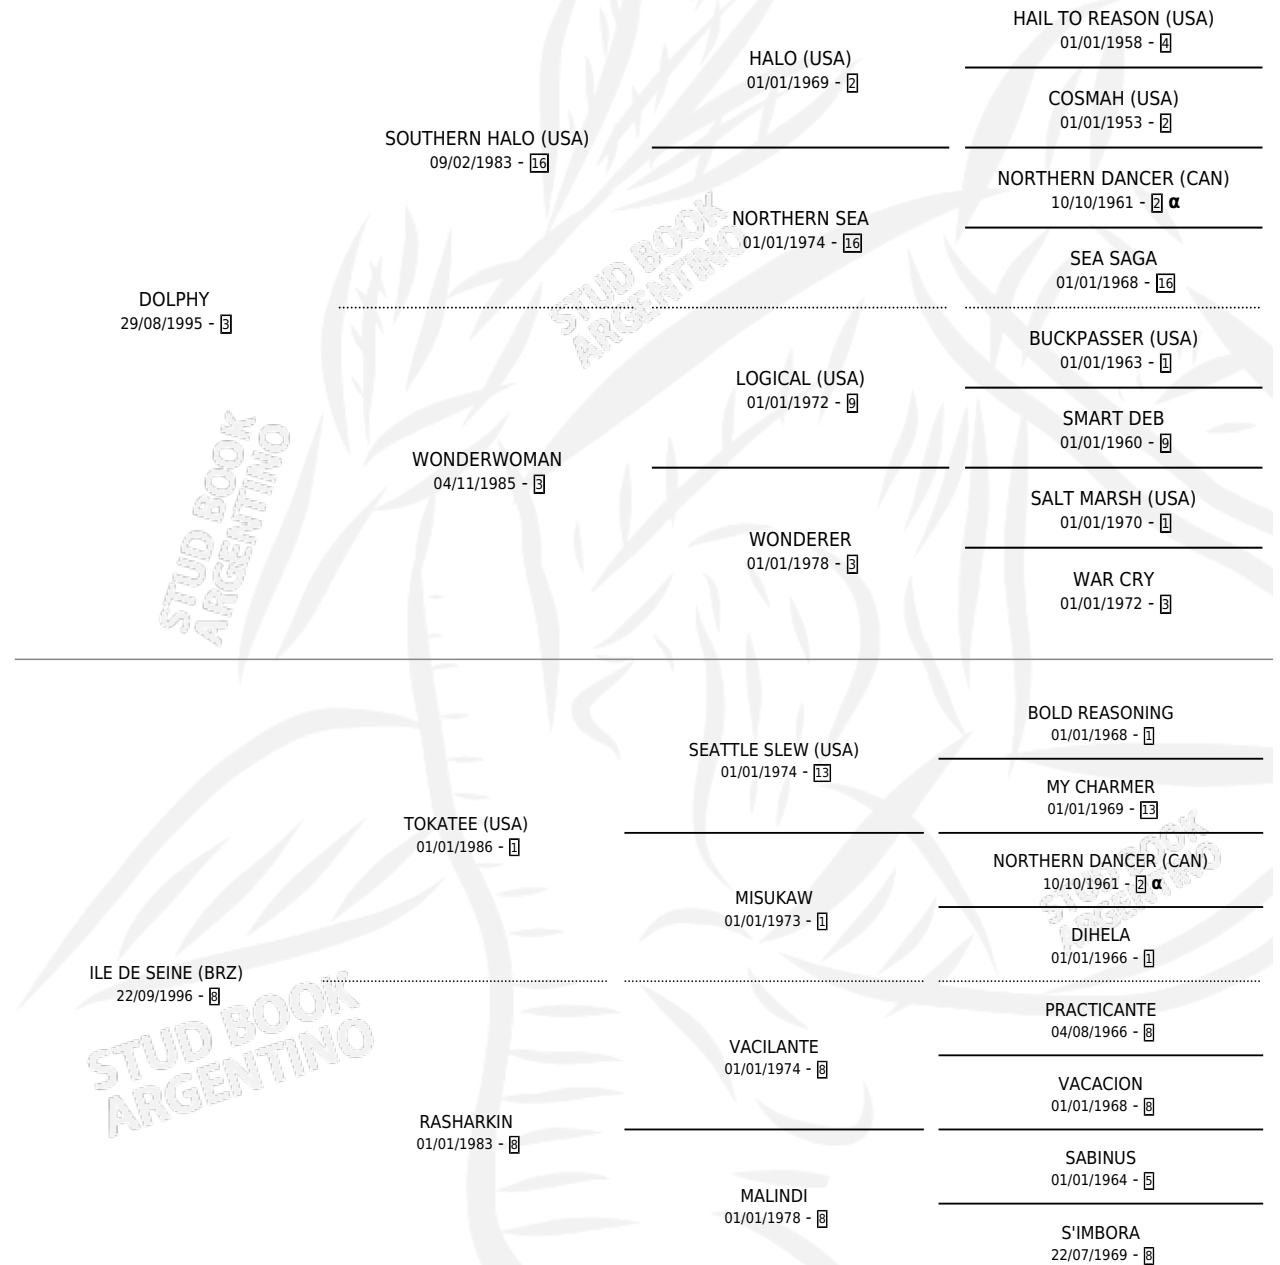 HAIL TO REASON (USA)
01/01/1958 - 4
HALO (USA)
01/01/1969 - 2
COSMAH (USA)
01/01/1953 - 2
SOUTHERN HALO (USA)
09/02/1983 - 16
NORTHERN DANCER (CAN)
10/10/1961 - 2 α
NORTHERN SEA
01/01/1974 - 16
SEA SAGA
01/01/1968 - 16
STUD BOOK
ARGENTINO
DOLPHY
29/08/1995 - 3
BUCKPASSER (USA)
01/01/1963 - 1
LOGICAL (USA)
01/01/1972 - 9
SMART DEB
01/01/1960 - 9
WONDERWOMAN
04/11/1985 - 3
SALT MARSH (USA)
01/01/1970 - 1
WONDERER
01/01/1978 - 3
WAR CRY
01/01/1972 - 3
STUD BOOK
ARGENTINO
BOLD REASONING
01/01/1968 - 1
SEATTLE SLEW (USA)
01/01/1974 - 13
MY CHARMER
01/01/1969 - 13
TOKATEE (USA)
01/01/1986 - 1
NORTHERN DANCER (CAN)
10/10/1961 - 2 α
MISUKAW
01/01/1973 - 1
DIHELA
01/01/1966 - 1
STUD BOOK
ARGENTINO
ILE DE SEINE (BRZ)
22/09/1996 - 8
PRACTICANTE
04/08/1966 - 8
VACILANTE
01/01/1974 - 8
VACACION
01/01/1968 - 8
RASHARKIN
01/01/1983 - 8
SABINUS
01/01/1964 - 5
MALINDI
01/01/1978 - 8
S'IMBORA
22/07/1969 - 8
STUD BOOK
ARGENTINO